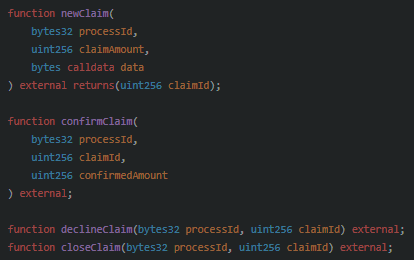 function newClaim(
    bytes32 processId,
    uint256 claimAmount,
    bytes calldata data
) external returns(uint256 claimId);

function confirmClaim(
    bytes32 processId,
    uint256 claimId,
    uint256 confirmedAmount
) external;

function declineClaim(bytes32 processId, uint256 claimId) external;
function closeClaim(bytes32 processId, uint256 claimId) external;